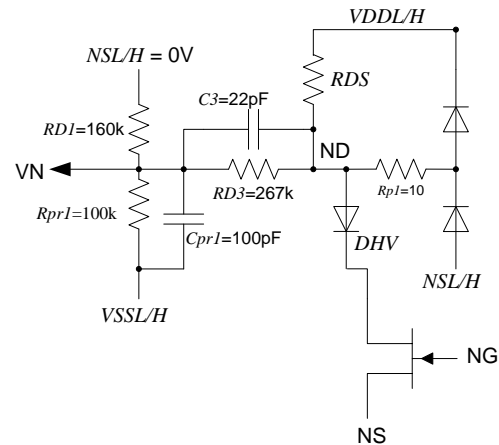 VDDL/H
NSL/H = 0V
RDS
C3=22pF
RD1=160k
ND
VN
RD3=267k
Rp1=10
Rpr1=100k
Cpr1=100pF
DHV
NSL/H
VSSL/H
NG
NS